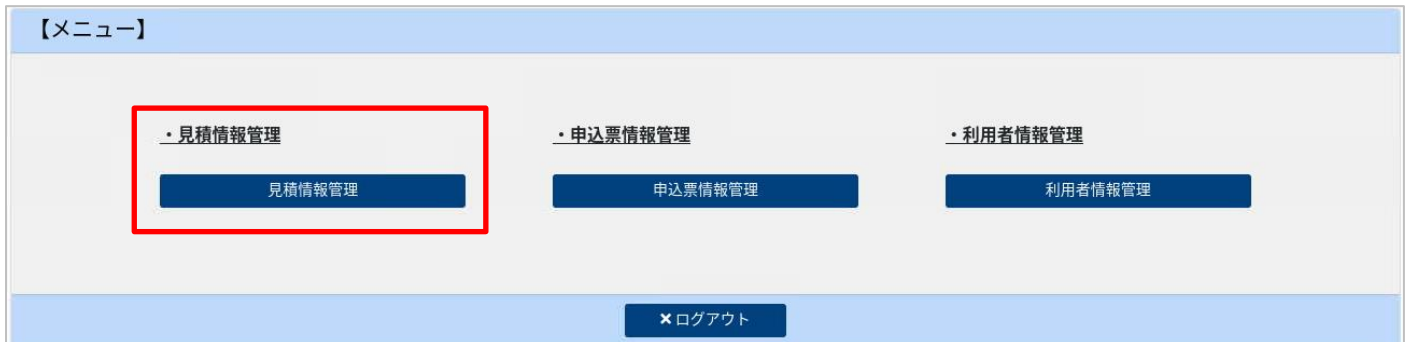 【メニュー】
・見積情報管理
・申込票情報管理
・利用者情報管理
見積情報管理
申込票情報管理
利用者情報管理
×ログアウト